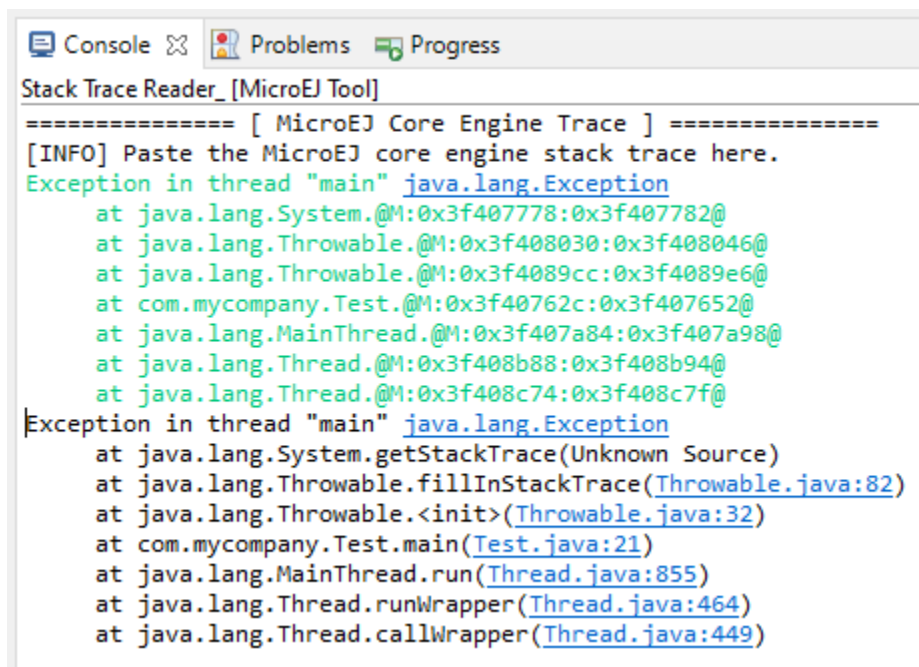 Console Problems Progress
Stack Trace Reader_ [MicroEJ Tool]
=============== [ MicroEJ Core Engine Trace ] ===============
[INFO] Paste the MicroEJ core engine stack trace here.
Exception in thread "main" java.lang.Exception
     at java.lang.System.@M:0x3f407778:0x3f407782@
     at java.lang.Throwable.@M:0x3f408030:0x3f408046@
     at java.lang.Throwable.@M:0x3f4089cc:0x3f4089e6@
     at com.mycompany.Test.@M:0x3f40762c:0x3f407652@
     at java.lang.MainThread.@M:0x3f407a84:0x3f407a98@
     at java.lang.Thread.@M:0x3f408b88:0x3f408b94@
     at java.lang.Thread.@M:0x3f408c74:0x3f408c7f@
Exception in thread "main" java.lang.Exception
     at java.lang.System.getStackTrace(Unknown Source)
     at java.lang.Throwable.fillInStackTrace(Throwable.java:82)
     at java.lang.Throwable.<init>(Throwable.java:32)
     at com.mycompany.Test.main(Test.java:21)
     at java.lang.MainThread.run(Thread.java:855)
     at java.lang.Thread.runWrapper(Thread.java:464)
     at java.lang.Thread.callWrapper(Thread.java:449)